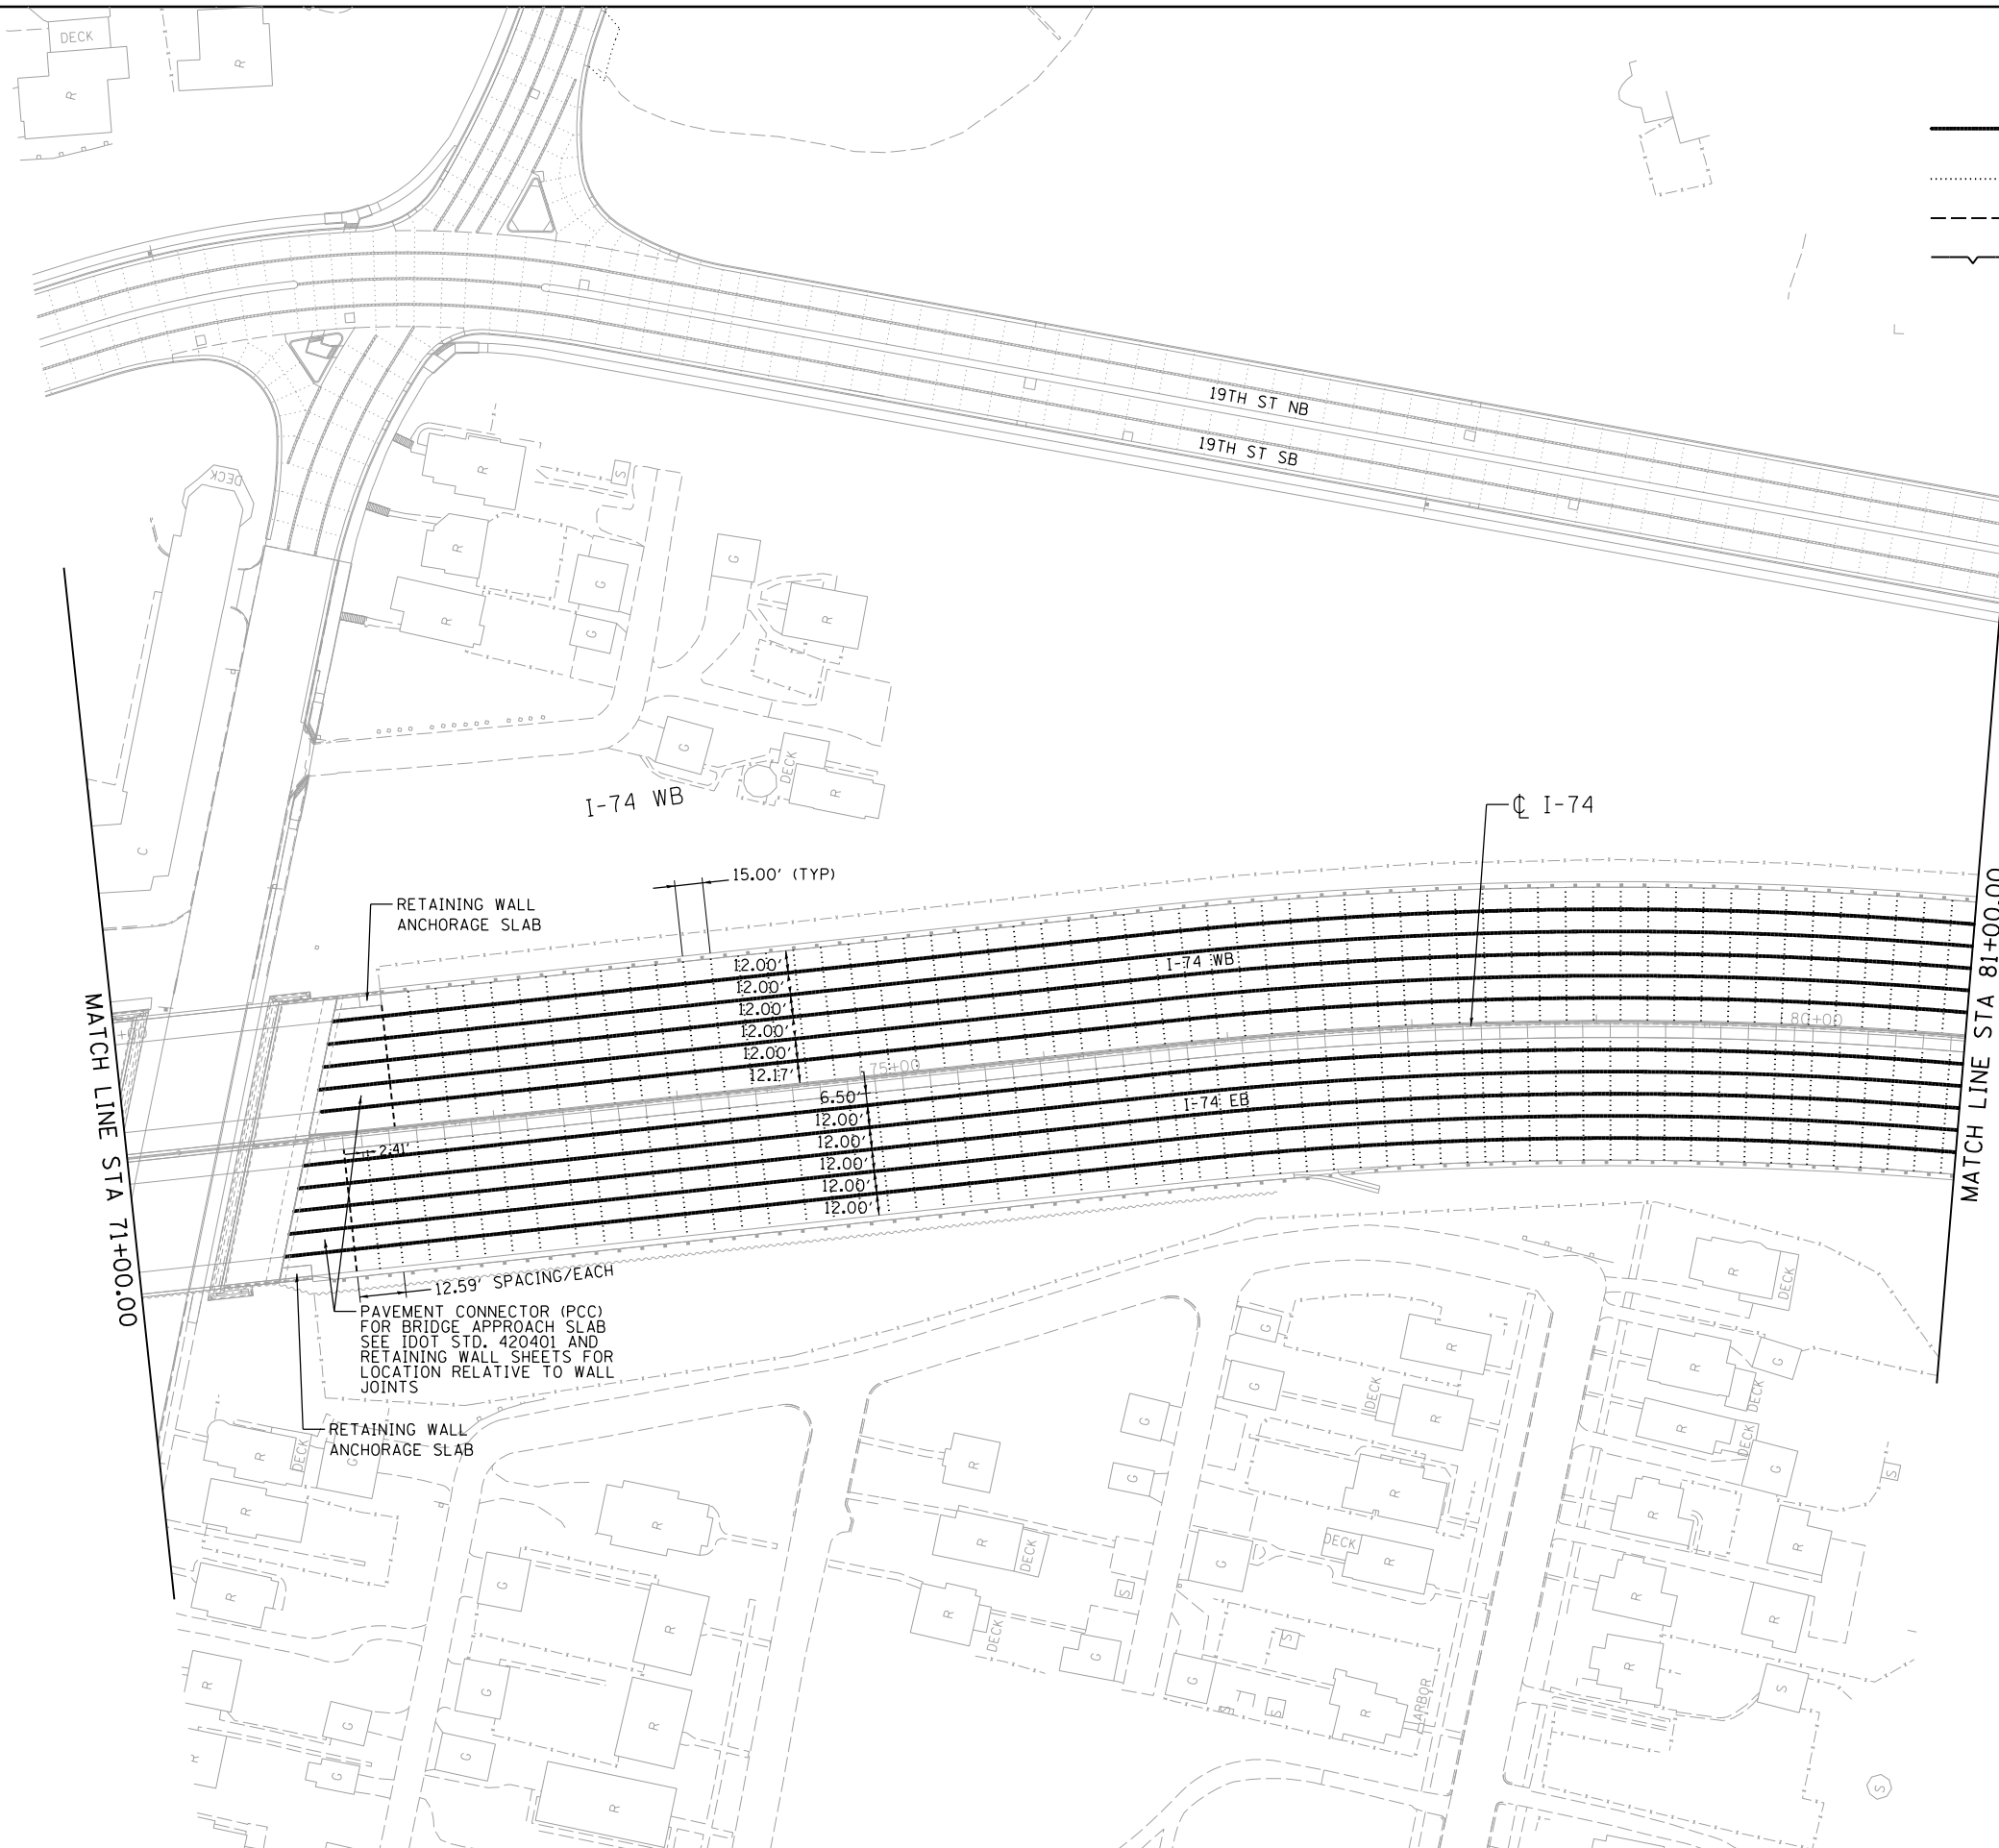 DECK
R
R
19TH ST NB
19TH ST SB
DECK
R
S
R
G
G
R
G
R
G
DECK
R
C
I-74 WB
℄ I-74
15.00' (TYP)
RETAINING WALL
ANCHORAGE SLAB
12.00'
12.00'
12.00'
12.00'
12.00'
12.17'
I-74 WB
80+00
75+00
6.50'
12.00'
12.00'
12.00'
12.00'
12.00'
I-74 EB
2.41'
+00
MATCH LINE STA 71+00.00
MATCH LINE STA 81+00.00
12.59' SPACING/EACH
PAVEMENT CONNECTOR (PCC)
FOR BRIDGE APPROACH SLAB
SEE IDOT STD. 420401 AND
RETAINING WALL SHEETS FOR
LOCATION RELATIVE TO WALL
JOINTS
RETAINING WALL
ANCHORAGE SLAB
R
DECK
G
R
R
R
G
G
R
G
R
G
R
G
R
R
G
G
G
R
R
DECK
R
DECK
G
S
G
G
R
DECK
R
R
DECK
R
G
S
S
S
R
ARBOR
R
DECK
R
G
DECK
R
DECK
G
S
R
R
R
R
R
S
S